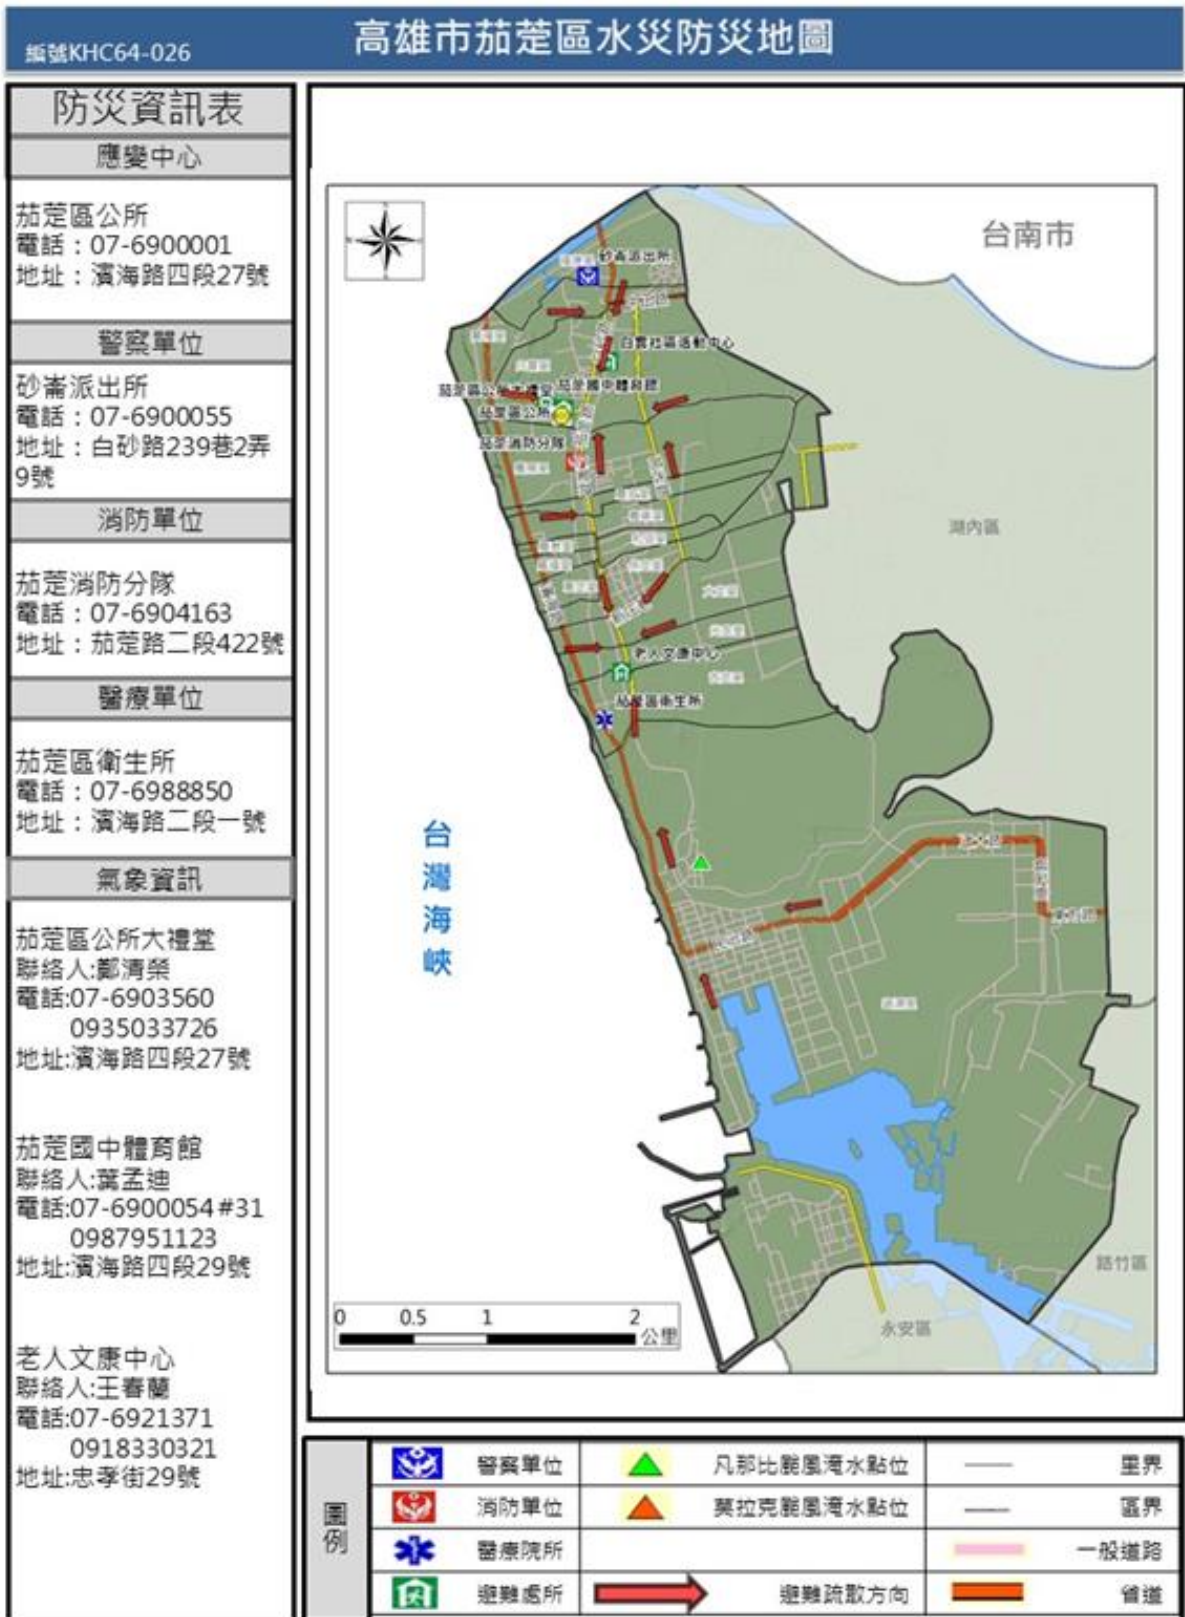 編號KHC64-026
高雄市茄萣區水災防災地圖
防災資訊表
應變中心
茄萣區公所
電話：07-6900001
地址：濱海路四段27號
警察單位
砂崙派出所
電話：07-6900055
地址：白砂路239巷2弄
9號
消防單位
茄萣消防分隊
電話：07-6904163
地址：茄萣路二段422號
醫療單位
茄萣區衛生所
電話：07-6988850
地址：濱海路二段一號
氣象資訊
茄萣區公所大禮堂
聯絡人:鄭清榮
電話:07-6903560
0935033726
地址:濱海路四段27號
茄萣國中體育館
聯絡人:葉孟迪
電話:07-6900054#31
0987951123
地址:濱海路四段29號
老人文康中心
聯絡人:王春蘭
電話:07-6921371
0918330321
地址:忠孝街29號
台南市
砂崙派出所
白雲社區活動中心
茄萣區公所大禮堂
茄萣國中體育館
茄萣區公所
茄萣消防分隊
湖內區
老人文康中心
茄萣區衛生所
台灣海峽
路竹區
永安區
0 0.5 1 2
公里
圖例
警察單位
凡那比颱風淹水點位
里界
消防單位
莫拉克颱風淹水點位
區界
醫療院所
一般道路
避難處所
避難疏散方向
省道